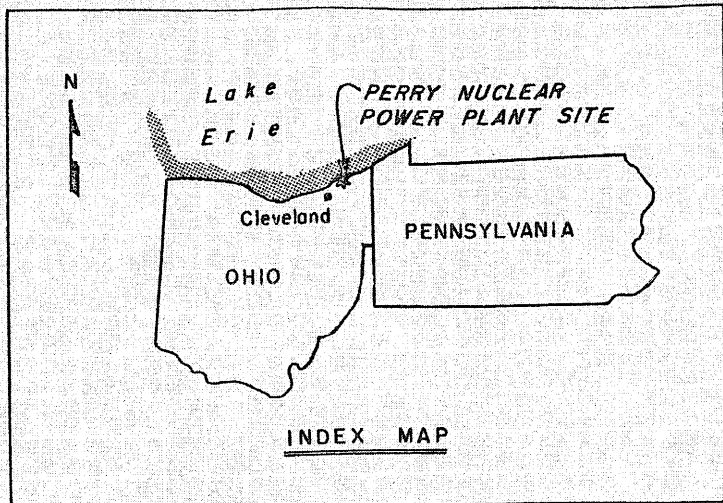 N
Lake
Erie
PERRY NUCLEAR
POWER PLANT SITE
Cleveland
PENNSYLVANIA
OHIO
INDEX MAP